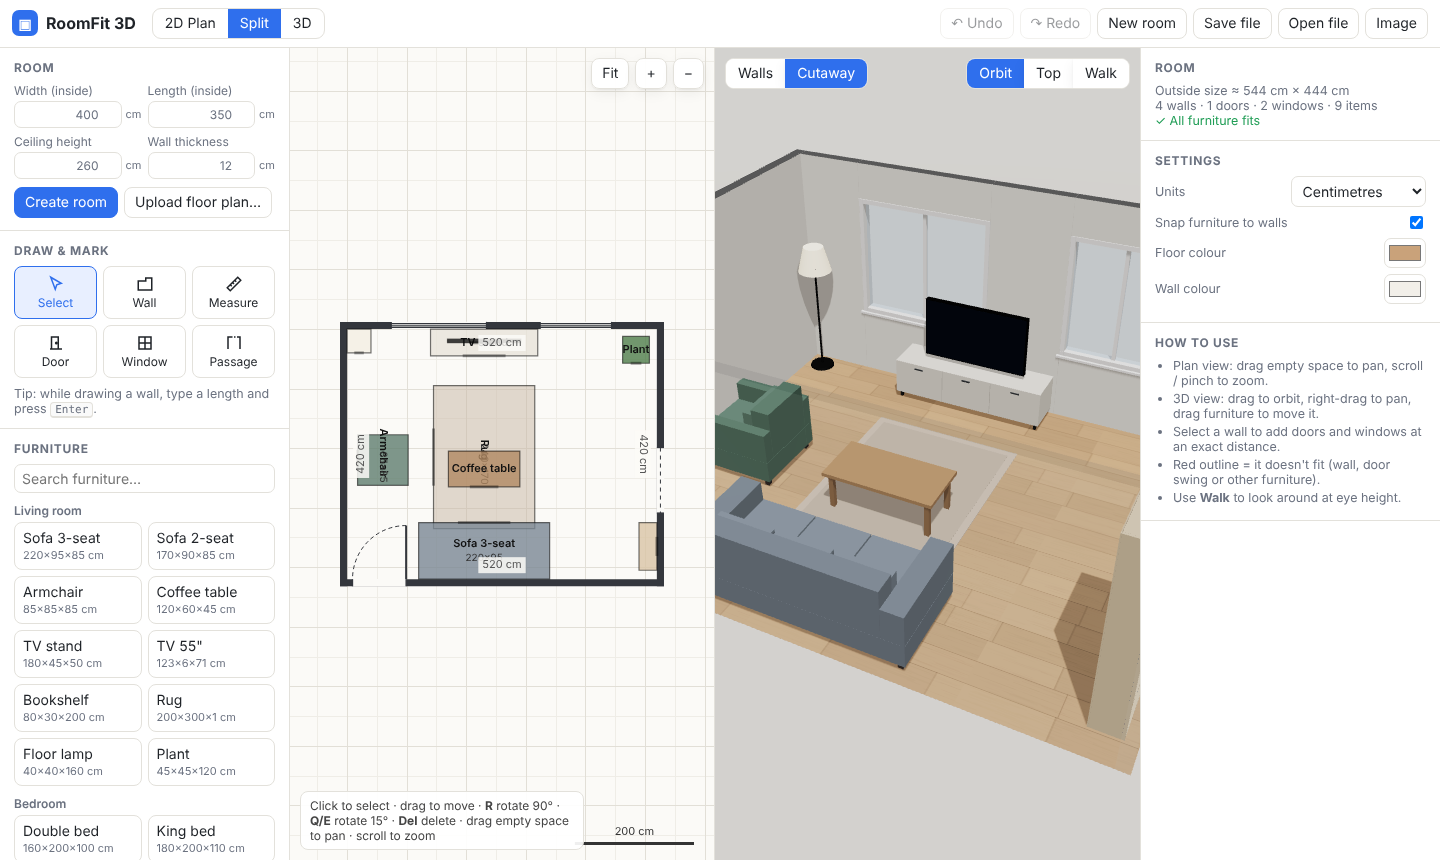 RoomFit 3D
2D Plan Split 3D
↶ Undo ↷ Redo New room Save file Open file Image
ROOM
Width (inside) Length (inside)
400 cm 350 cm
Ceiling height Wall thickness
260 cm 12 cm
Create room Upload floor plan...
DRAW & MARK
Select Wall Measure
Door Window Passage
Tip: while drawing a wall, type a length and
press Enter.
FURNITURE
Search furniture...
Living room
Sofa 3-seat Sofa 2-seat
220×95×85 cm 170×90×85 cm
Armchair Coffee table
85×85×85 cm 120×60×45 cm
TV stand TV 55"
180×45×50 cm 123×6×71 cm
Bookshelf Rug
80×30×200 cm 200×300×1 cm
Floor lamp Plant
40×40×160 cm 45×45×120 cm
Bedroom
Double bed King bed
160×200×100 cm 180×200×110 cm
Fit + −
TV 520 cm
Plant
Armchair
420 cm
Coffee table
420 cm
Sofa 3-seat
520 cm
Click to select · drag to move · R rotate 90° ·
Q/E rotate 15° · Del delete · drag empty space
to pan · scroll to zoom
200 cm
Walls Cutaway
Orbit Top Walk
ROOM
Outside size ≈ 544 cm × 444 cm
4 walls · 1 doors · 2 windows · 9 items
✓ All furniture fits
SETTINGS
Units Centimetres
Snap furniture to walls
Floor colour
Wall colour
HOW TO USE
• Plan view: drag empty space to pan, scroll
/ pinch to zoom.
• 3D view: drag to orbit, right-drag to pan,
drag furniture to move it.
• Select a wall to add doors and windows at
an exact distance.
• Red outline = it doesn't fit (wall, door
swing or other furniture).
• Use Walk to look around at eye height.